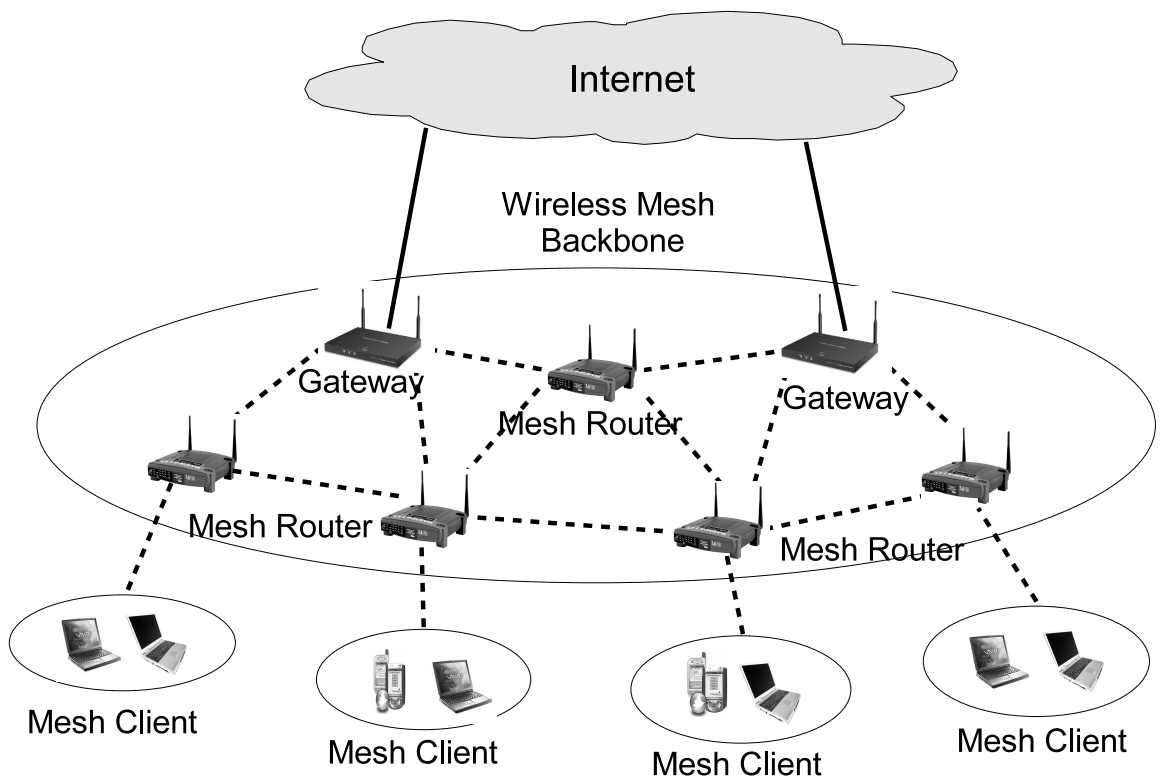 Internet
Wireless Mesh
Backbone
Gateway
Mesh Router
Gateway
Mesh Router
Mesh Router
Mesh Client
Mesh Client
Mesh Client
Mesh Client